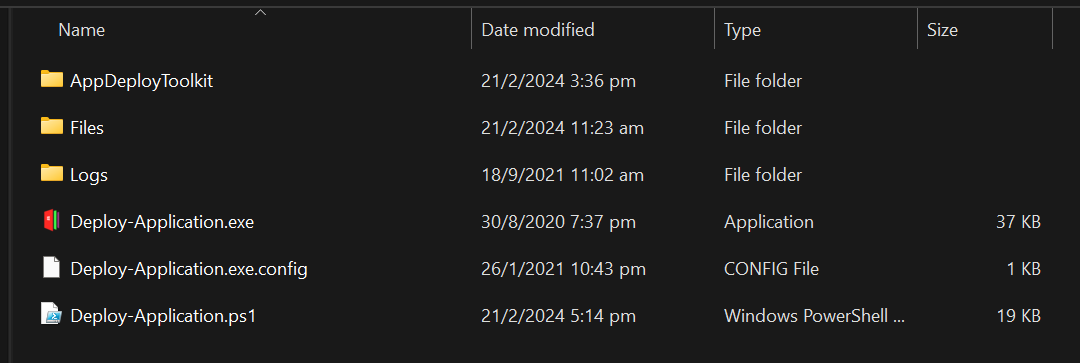 Name Date modified Type Size
AppDeployToolkit 21/2/2024 3:36 pm File folder
Files 21/2/2024 11:23 am File folder
Logs 18/9/2021 11:02 am File folder
Deploy-Application.exe 30/8/2020 7:37 pm Application 37 KB
Deploy-Application.exe.config 26/1/2021 10:43 pm CONFIG File 1 KB
Deploy-Application.ps1 21/2/2024 5:14 pm Windows PowerShell ... 19 KB